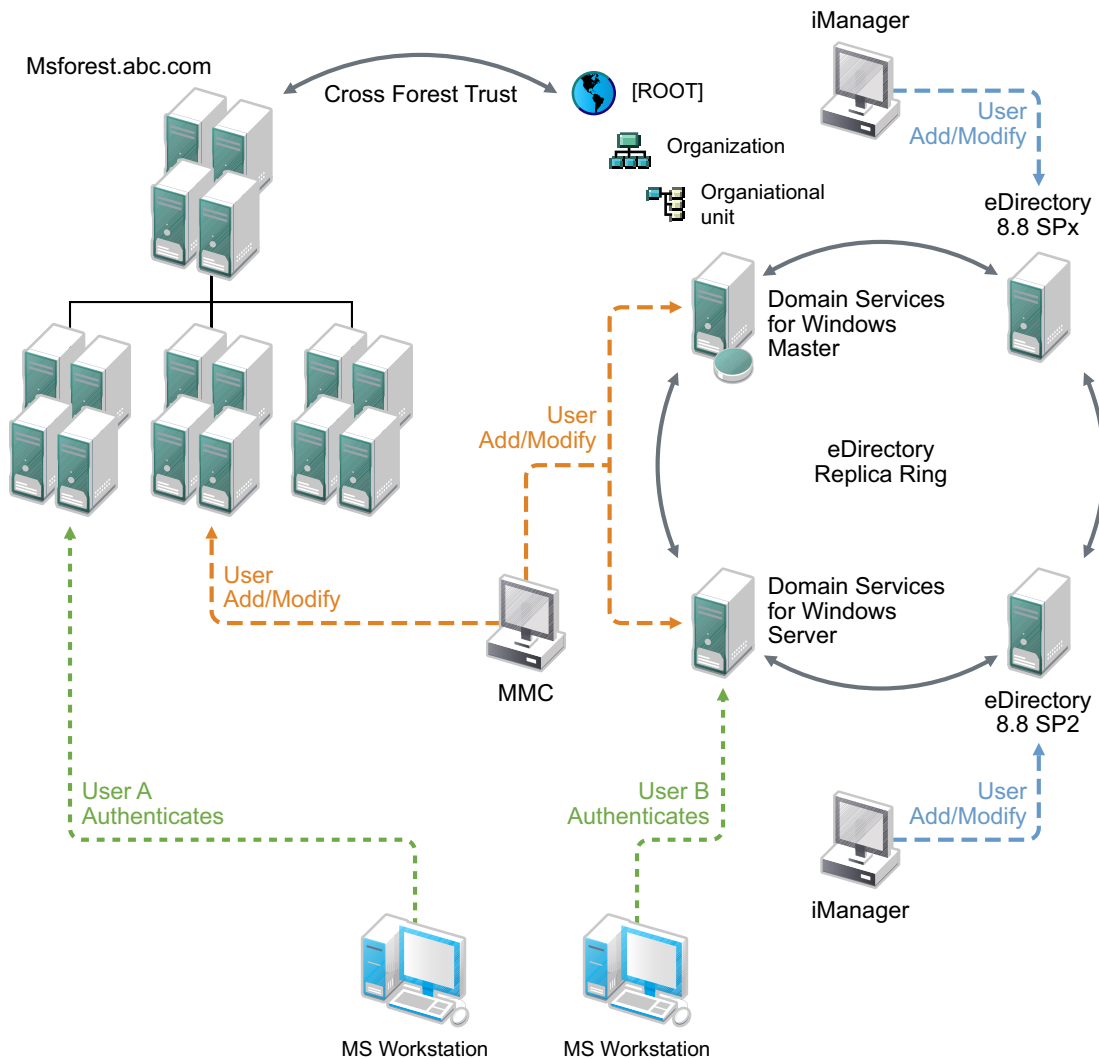 iManager
Msforest.abc.com
Cross Forest Trust
[ROOT]
User
Add/Modify
Organization
Organiational
unit
eDirectory
8.8 SPx
Domain Services
for Windows
Master
User
Add/Modify
eDirectory
Replica Ring
User
Add/Modify
Domain Services
for Windows
Server
MMC
eDirectory
8.8 SP2
User A
Authenticates
User B
Authenticates
User
Add/Modify
iManager
MS Workstation
MS Workstation